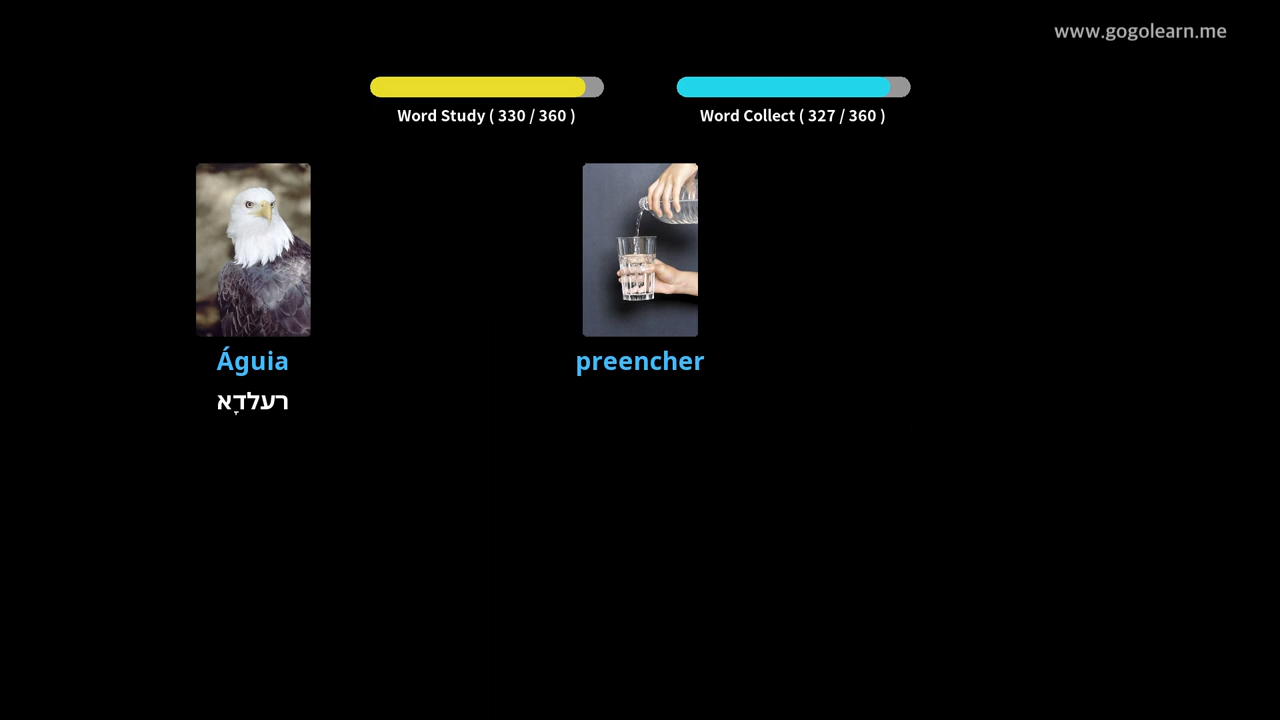 www.gogolearn.me
Word Study ( 330 / 360 )
Word Collect ( 327 / 360 )
Águia
preencher
רעלדָא